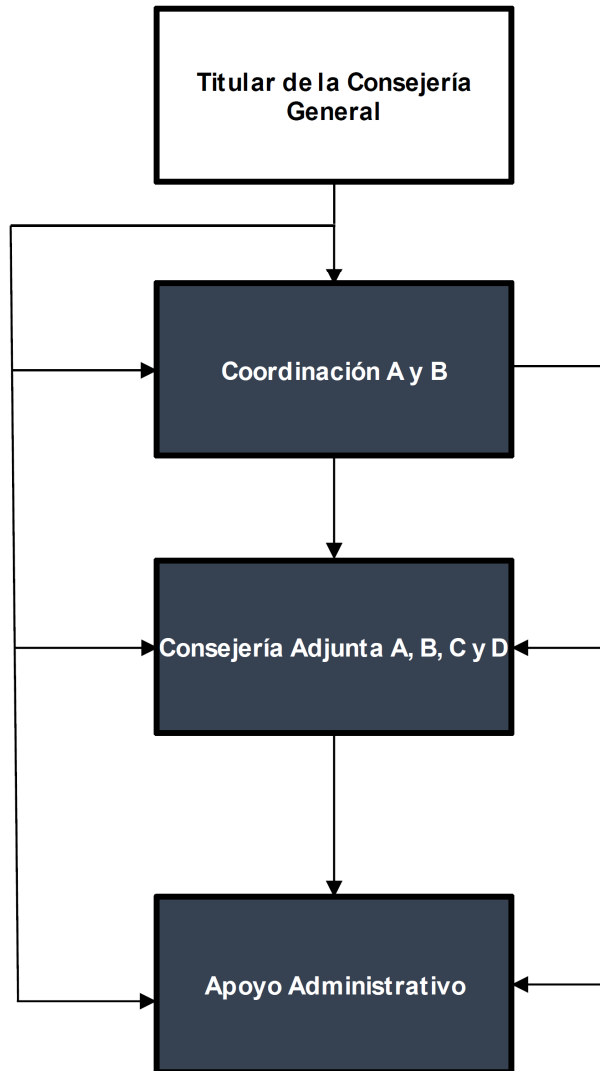 Titular de la Consejería
General
Coordinación A y B
Consejería Adjunta A, B, C y D
Apoyo Administrativo